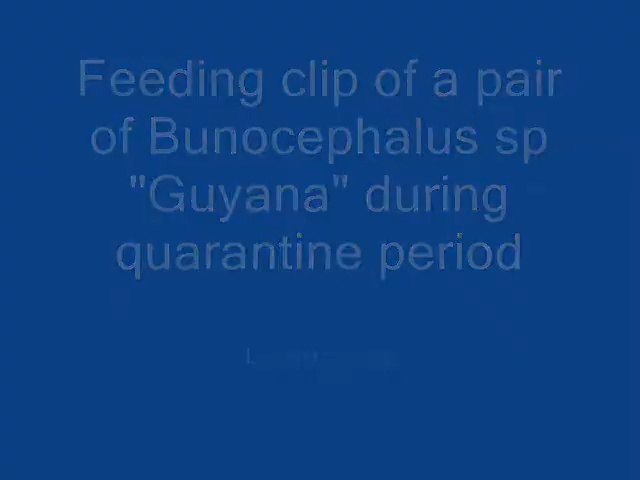 Feeding clip of a pair
of Bunocephalus sp
"Guyana" during
quarantine period